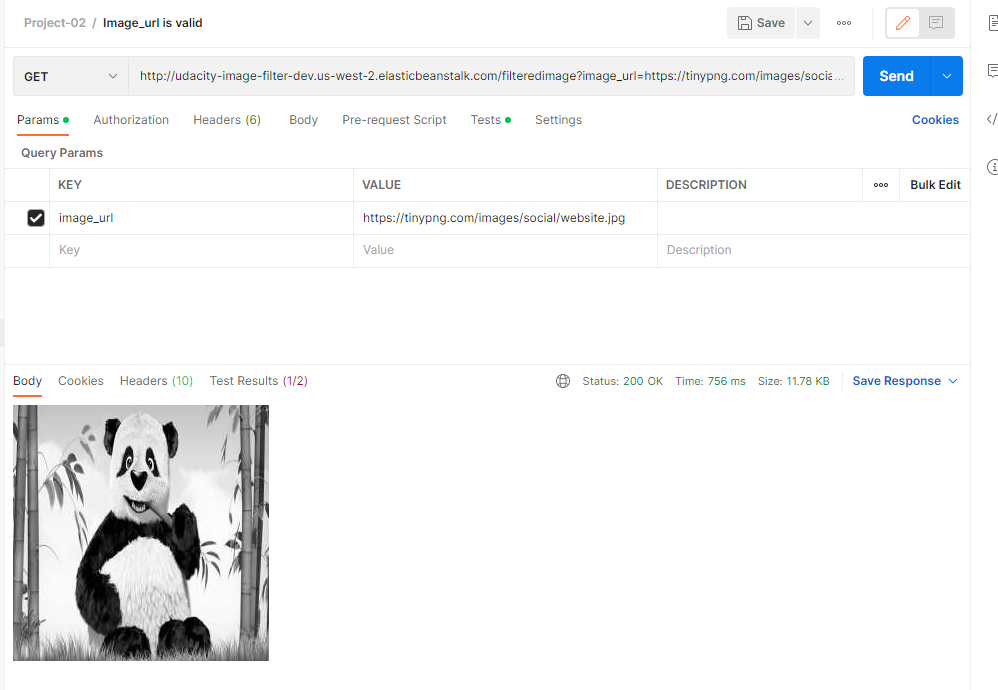 Project-02 / Image_url is valid
Save
GET http://udacity-image-filter-dev.us-west-2.elasticbeanstalk.com/filteredimage?image_url=https://tinypng.com/images/socia... Send
Params Authorization Headers (6) Body Pre-request Script Tests Settings Cookies
Query Params
KEY VALUE DESCRIPTION Bulk Edit
image_url https://tinypng.com/images/social/website.jpg
Key Value Description
Body Cookies Headers (10) Test Results (1/2) Status: 200 OK Time: 756 ms Size: 11.78 KB Save Response